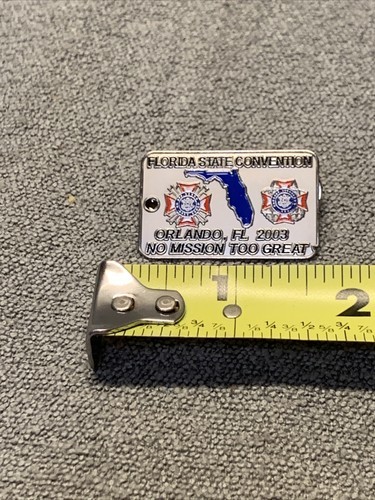 FLORIDA STATE CONVENTION
ORLANDO, FL 2003
NO MISSION TOO GREAT
1
2